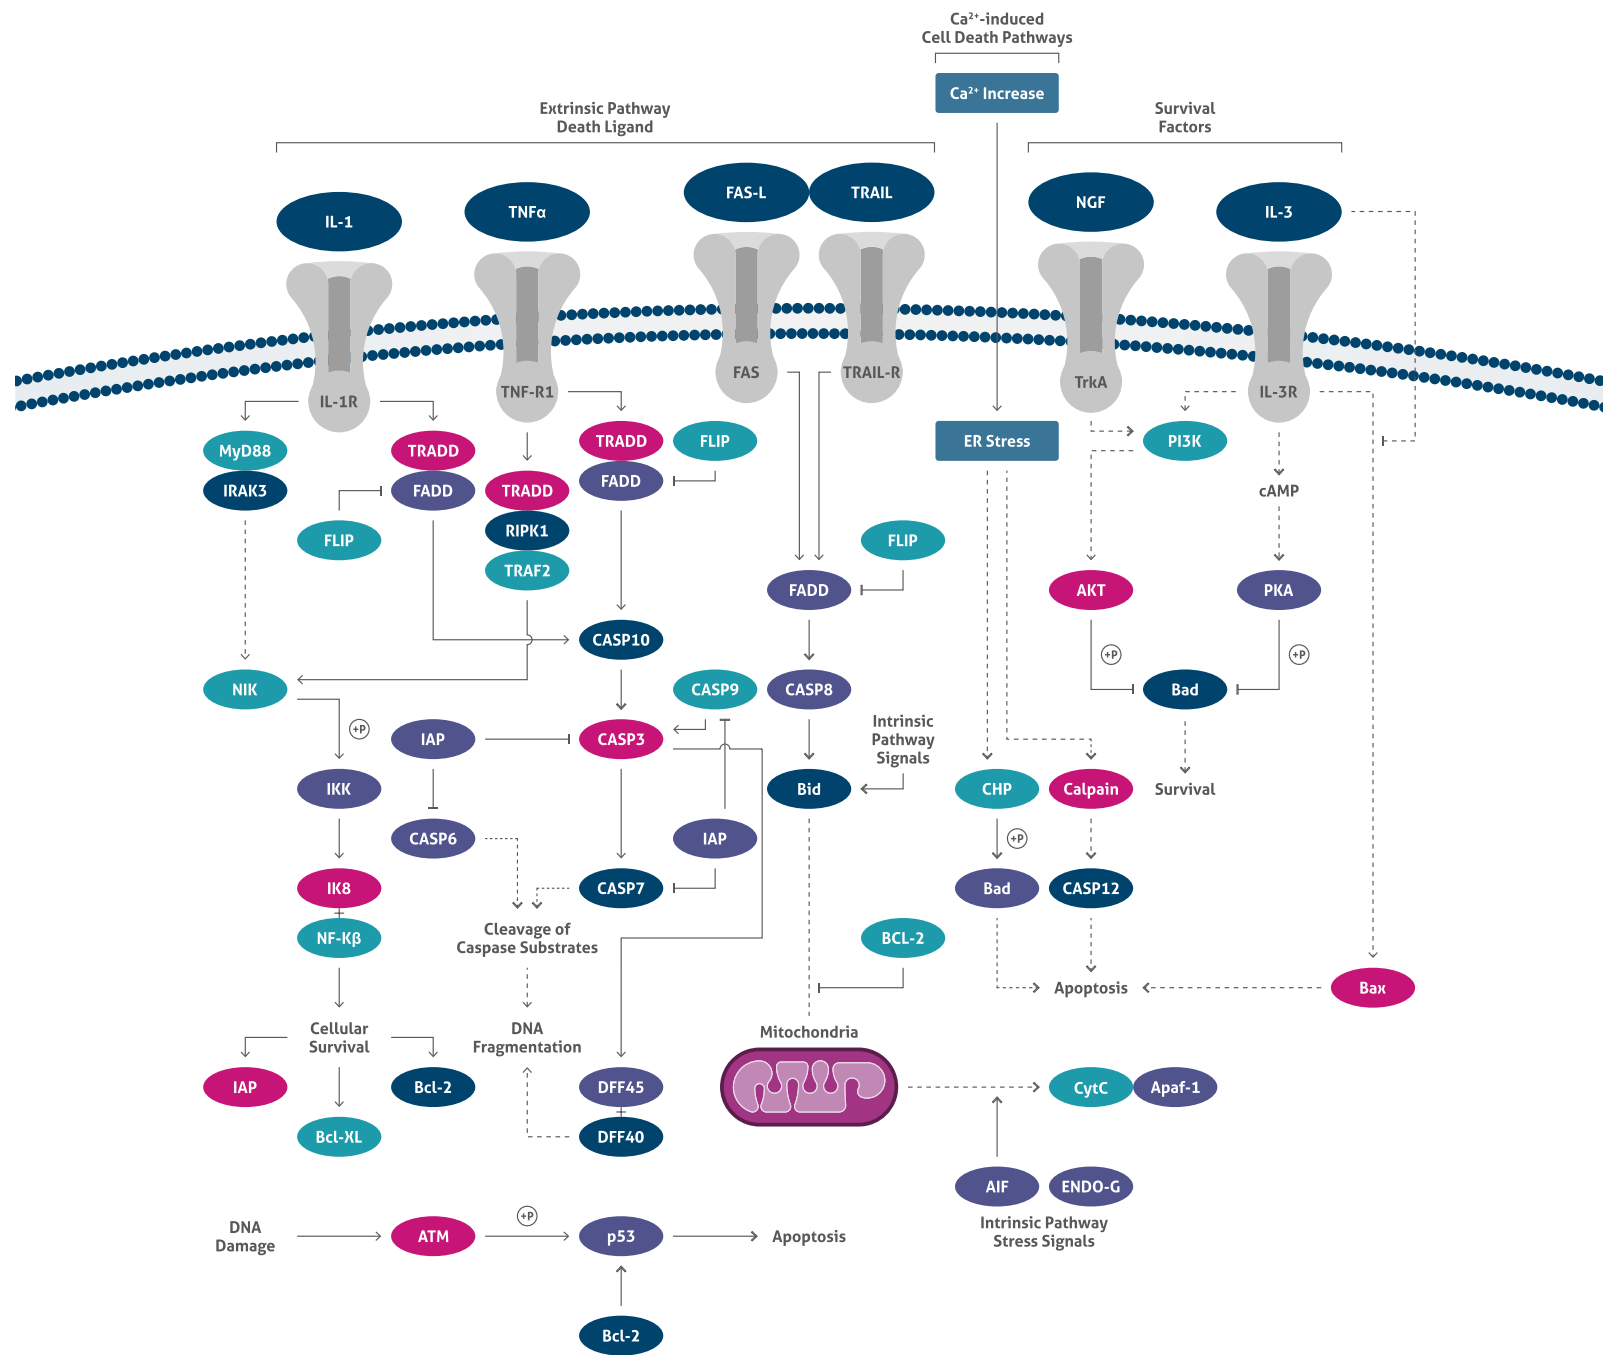 Ca²⁺-induced
Cell Death Pathways
Ca²⁺ Increase
Extrinsic Pathway
Death Ligand
Survival
Factors
IL-1
TNFα
FAS-L
TRAIL
NGF
IL-3
IL-1R
TNF-R1
FAS
TRAIL-R
TrkA
IL-3R
MyD88
IRAK3
TRADD
FADD
FLIP
TRADD
RIPK1
TRAF2
TRADD
FADD
FLIP
ER Stress
PI3K
cAMP
FLIP
FADD
AKT
PKA
+P
+P
CASP10
NIK
CASP9
CASP8
Bad
+P
IAP
CASP3
Intrinsic
Pathway
Signals
IKK
Bid
CHP
Calpain
Survival
CASP6
IAP
+P
IK8
CASP7
Bad
CASP12
NF-Kβ
Cleavage of
Caspase Substrates
BCL-2
Apoptosis
Bax
Cellular
Survival
DNA
Fragmentation
Mitochondria
IAP
Bcl-2
DFF45
CytC
Apaf-1
Bcl-XL
DFF40
AIF
ENDO-G
Intrinsic Pathway
Stress Signals
DNA
Damage
ATM
+P
p53
Apoptosis
Bcl-2